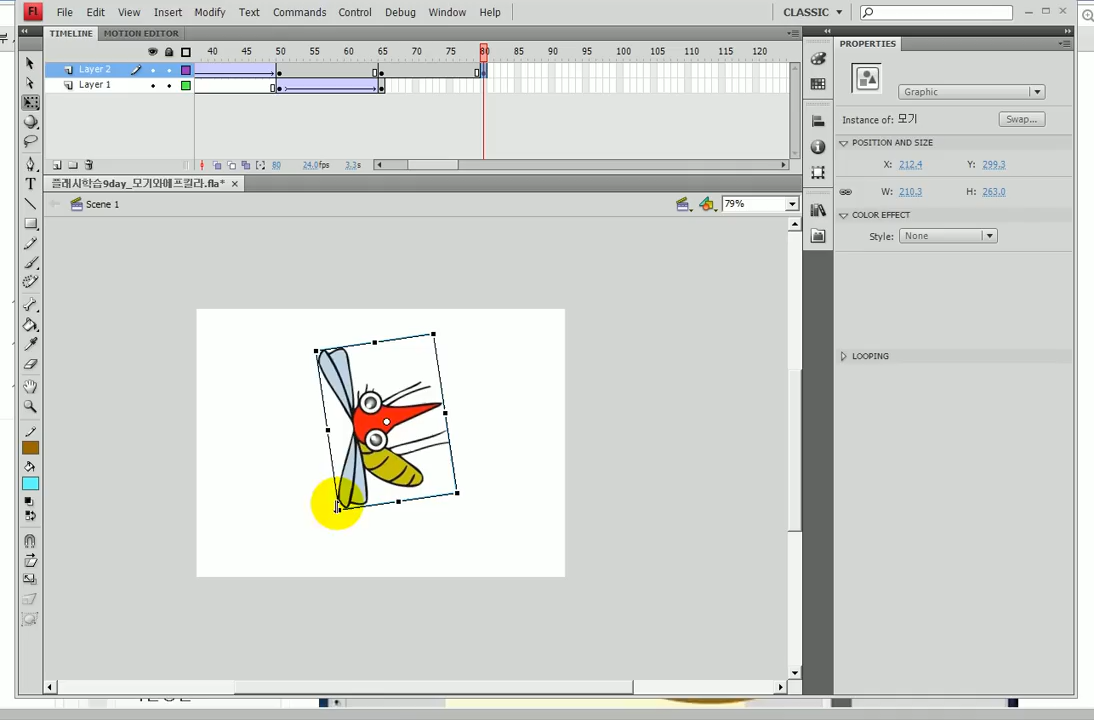 Fl File Edit View Insert Modify Text Commands Control Debug Window Help CLASSIC
TIMELINE MOTION EDITOR
PROPERTIES
40 45 50 55 60 65 70 75 80 85 90 95 100 105 110 115 120
Layer 2
Layer 1
Graphic
Instance of: 모기 Swap...
POSITION AND SIZE
X: 212.4 Y: 299.3
W: 210.3 H: 263.0
COLOR EFFECT
Style: None
LOOPING
80 24.0fps 3.3s
플래시학습9day_모기와에프킬라.fla*
Scene 1 79%